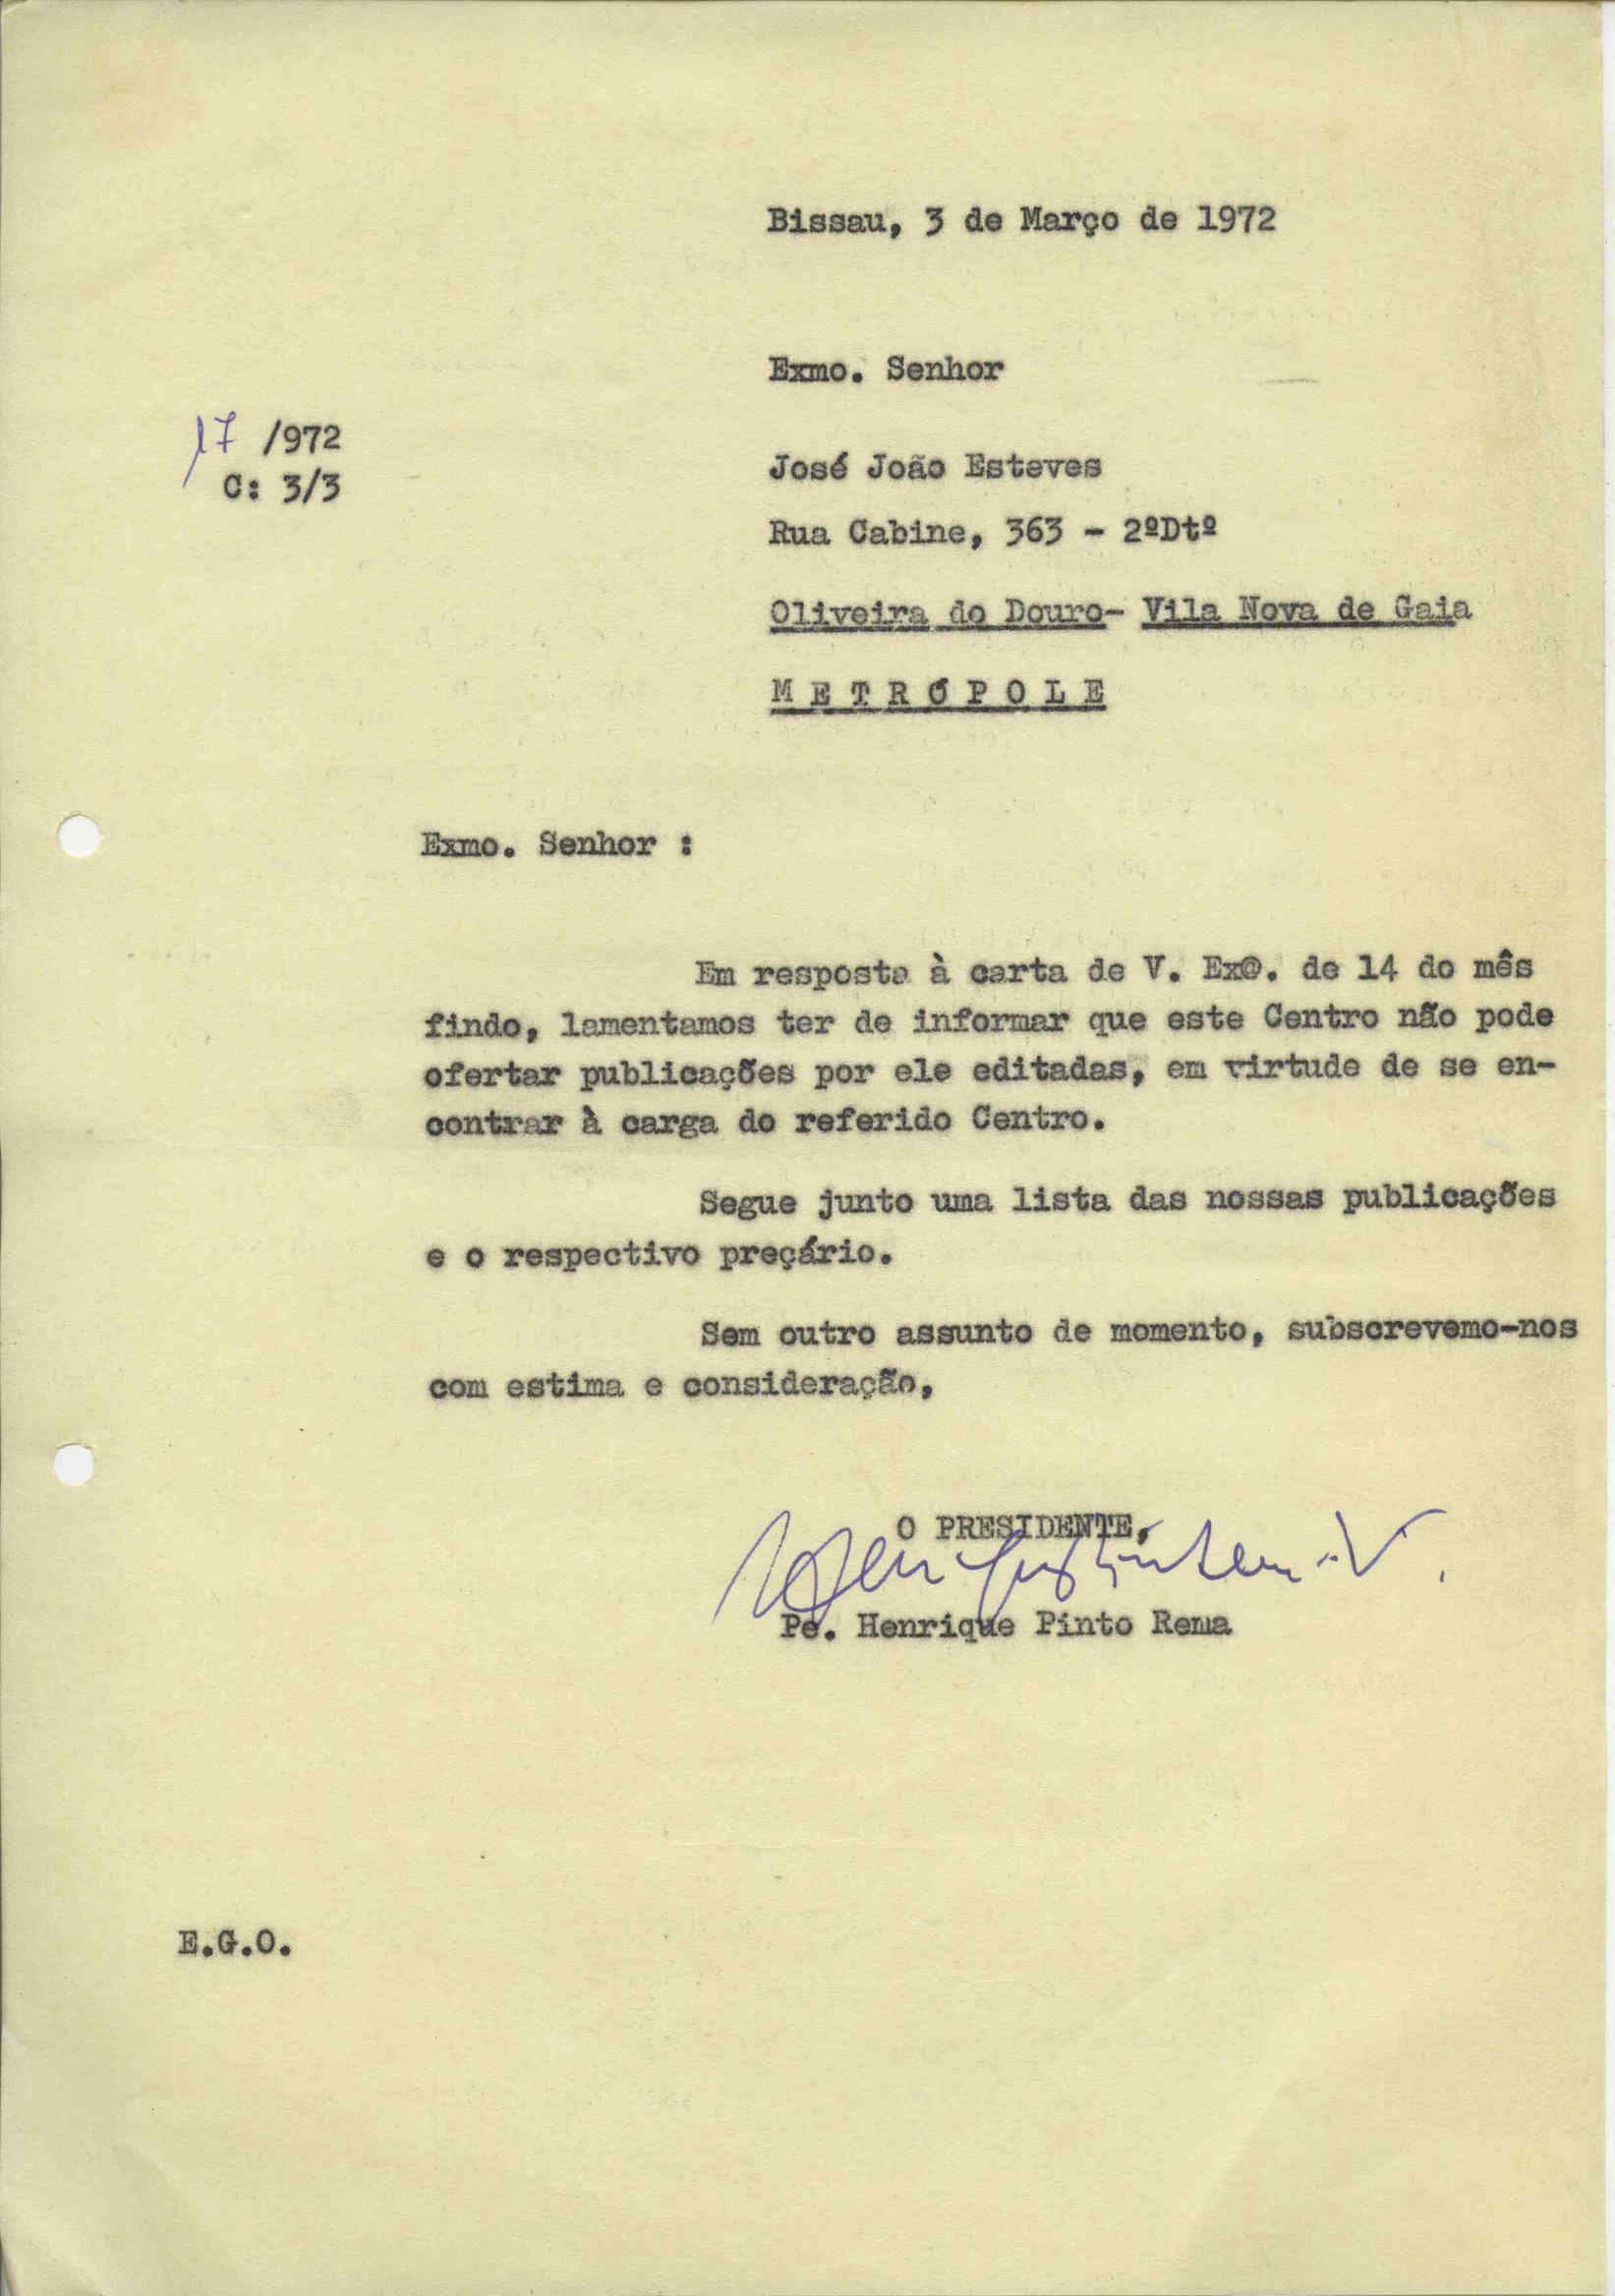 Bissau, 3 de Março de 1972
Exmo. Senhor
17 /972
C: 3/3
José João Esteves
Rua Cabine, 363 - 2ºDtº
Oliveira do Douro- Vila Nova de Gaia
METRÓPOLE
Exmo. Senhor :
Em resposta à carta de V. Ex@. de 14 do mês
findo, lamentamos ter de informar que este Centro não pode
ofertar publicações por ele editadas, em virtude de se en-
contrar à carga do referido Centro.
Segue junto uma lista das nossas publicações
e o respectivo preçário.
Sem outro assunto de momento, subscrevemo-nos
com estima e consideração,
O PRESIDENTE,
Pe. Henrique Pinto Rema
E.G.O.